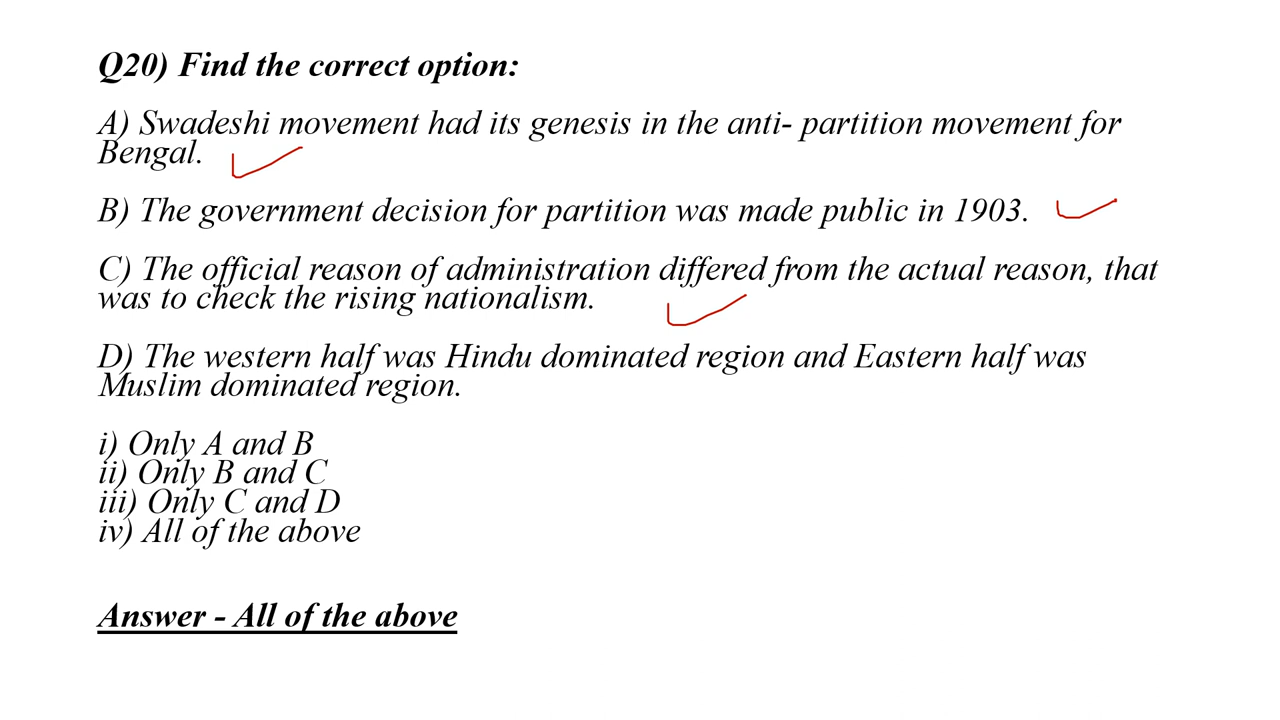 Q20) Find the correct option:
A) Swadeshi movement had its genesis in the anti- partition movement for
Bengal.
B) The government decision for partition was made public in 1903.
C) The official reason of administration differed from the actual reason, that
was to check the rising nationalism.
D) The western half was Hindu dominated region and Eastern half was
Muslim dominated region.
i) Only A and B
ii) Only B and C
iii) Only C and D
iv) All of the above
Answer - All of the above